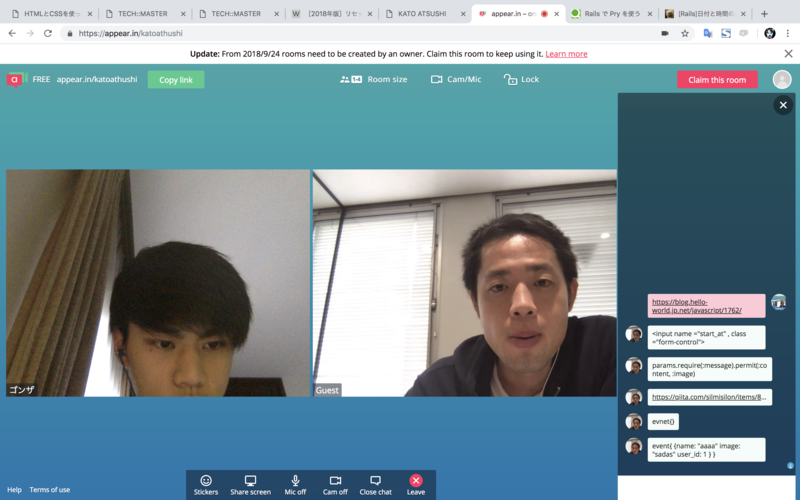 HTMLとCSSを使っ
TECH::MASTER
TECH::MASTER
［2018年版］リセッ
KATO ATSUSHI
appear.in – on
Rails で Pry を使う
[Rails]日付と時間の
https://appear.in/katoathushi
Update: From 2018/9/24 rooms need to be created by an owner. Claim this room to keep using it. Learn more
FREE appear.in/katoathushi Copy link
1-4 Room size Cam/Mic Lock
Claim this room
https://blog.hello-
world.jp.net/javascript/1762/
<input name ="start_at" , class
="form-control">
params.require(:message).permit(:co
ntent, :image)
https://qiita.com/silmisilon/items/8...
evnet{}
event{ {name: "aaaa" image:
"sadas" user_id: 1 } }
ゴンザ
Guest
Help Terms of use
Stickers Share screen Mic off Cam off Close chat Leave